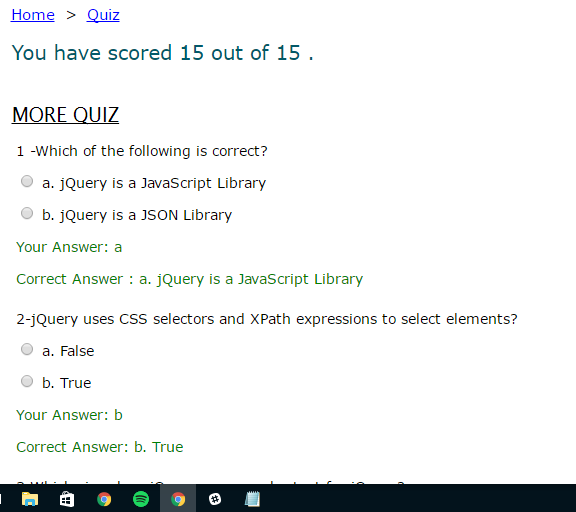 Home > Quiz
You have scored 15 out of 15 .
MORE QUIZ
1 -Which of the following is correct?
a. jQuery is a JavaScript Library
b. jQuery is a JSON Library
Your Answer: a
Correct Answer : a. jQuery is a JavaScript Library
2-jQuery uses CSS selectors and XPath expressions to select elements?
a. False
b. True
Your Answer: b
Correct Answer: b. True